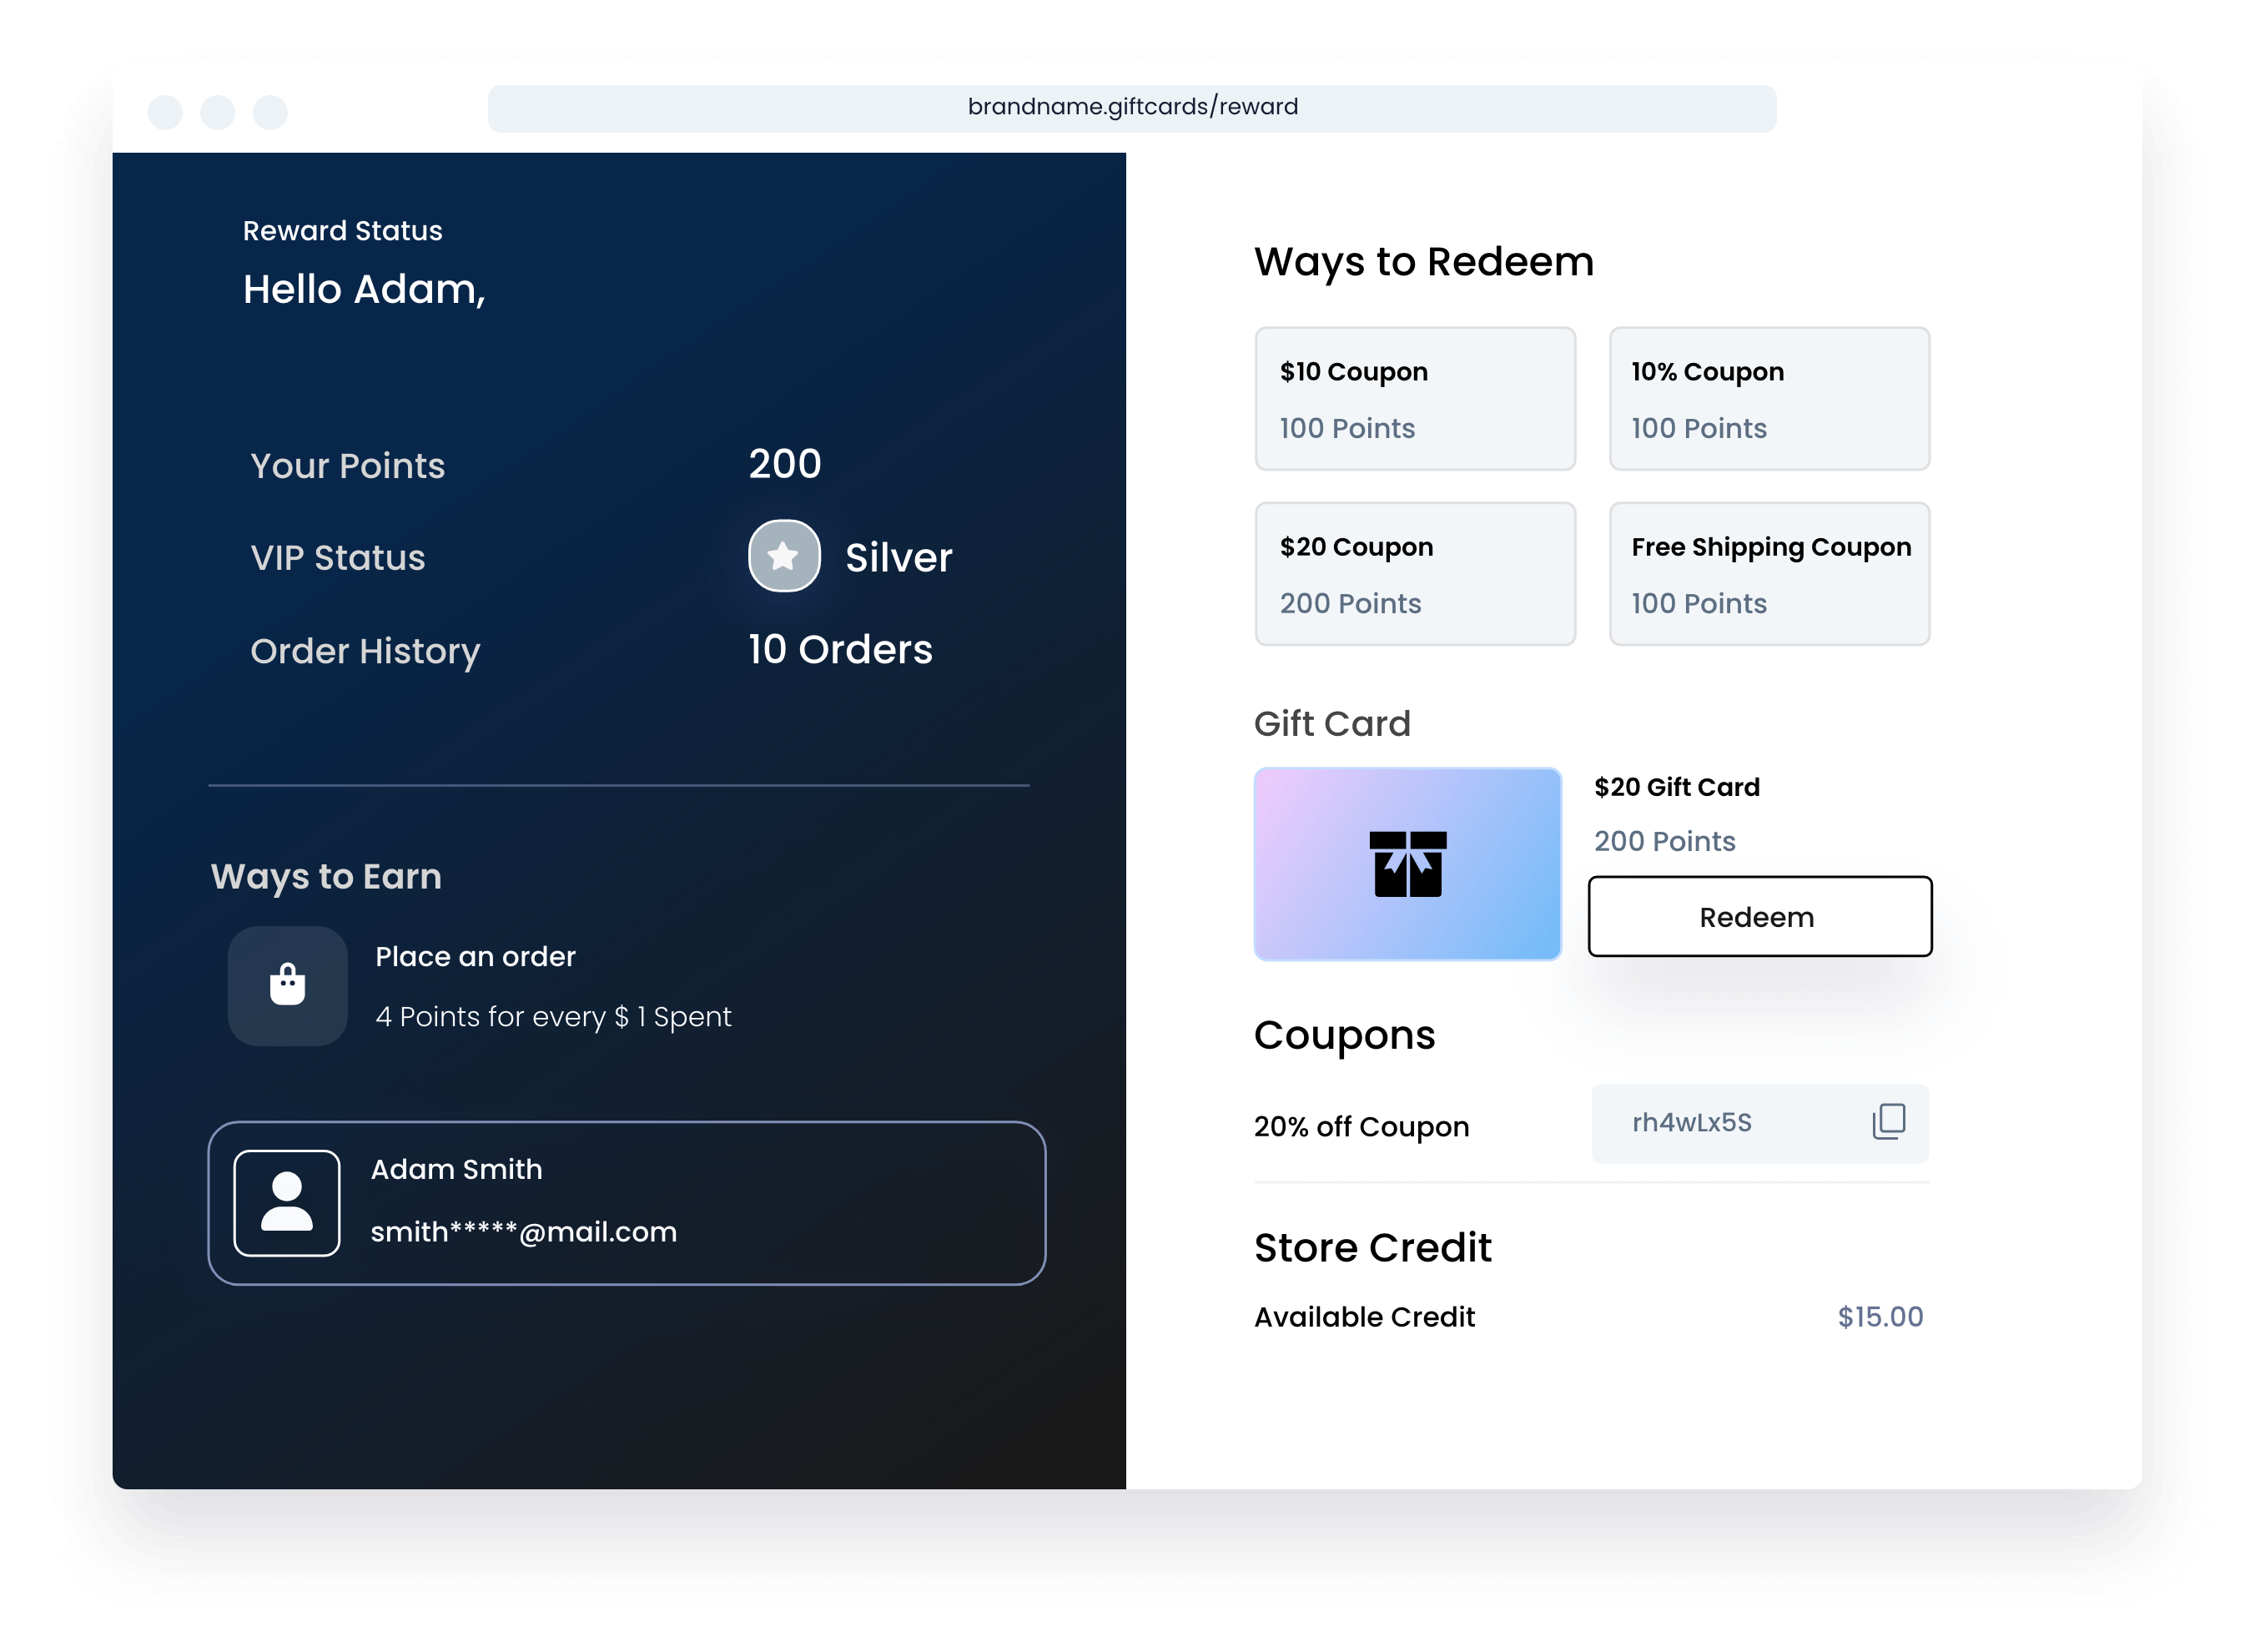 brandname.giftcards/reward
Reward Status
Hello Adam,
Your Points 200
VIP Status Silver
Order History 10 Orders
Ways to Earn
Place an order
4 Points for every $ 1 Spent
Adam Smith
smith*****@mail.com
Ways to Redeem
$10 Coupon
100 Points
10% Coupon
100 Points
$20 Coupon
200 Points
Free Shipping Coupon
100 Points
Gift Card
$20 Gift Card
200 Points
Redeem
Coupons
20% off Coupon rh4wLx5S
Store Credit
Available Credit $15.00